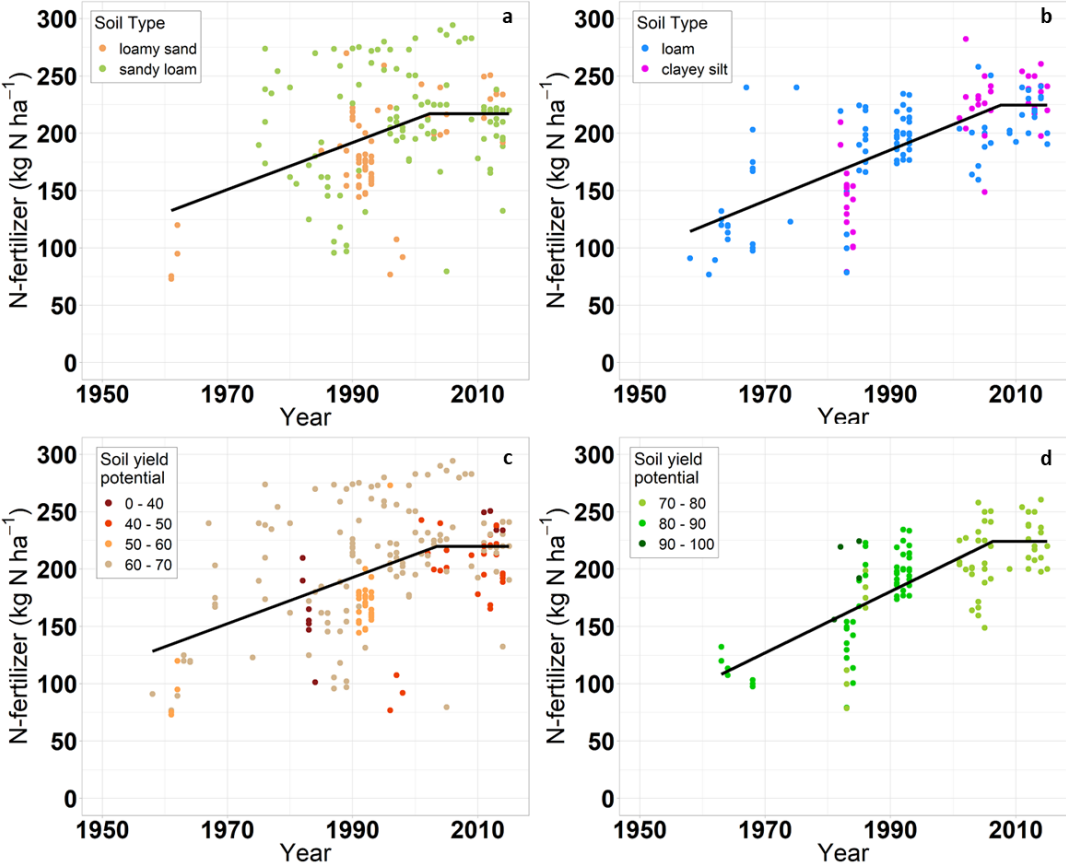 a
Soil Type
loamy sand
sandy loam
300
250
200
150
100
50
0
N-fertilizer (kg N ha⁻¹)
1950 1970 1990 2010
Year
b
Soil Type
loam
clayey silt
300
250
200
150
100
50
0
N-fertilizer (kg N ha⁻¹)
1950 1970 1990 2010
Year
c
Soil yield
potential
0 - 40
40 - 50
50 - 60
60 - 70
300
250
200
150
100
50
0
N-fertilizer (kg N ha⁻¹)
1950 1970 1990 2010
Year
d
Soil yield
potential
70 - 80
80 - 90
90 - 100
300
250
200
150
100
50
0
N-fertilizer (kg N ha⁻¹)
1950 1970 1990 2010
Year